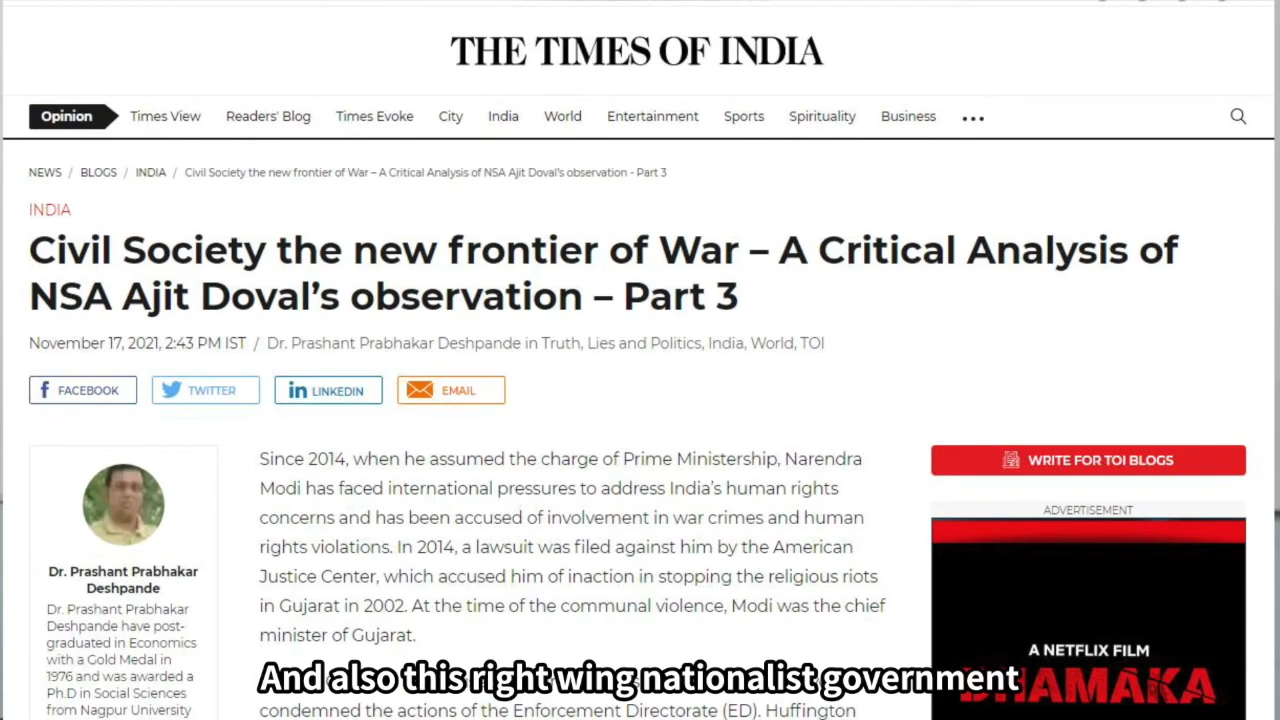 THE TIMES OF INDIA
Opinion Times View Readers' Blog Times Evoke City India World Entertainment Sports Spirituality Business ...
NEWS / BLOGS / INDIA / Civil Society the new frontier of War – A Critical Analysis of NSA Ajit Doval's observation - Part 3
INDIA
Civil Society the new frontier of War – A Critical Analysis of
NSA Ajit Doval's observation – Part 3
November 17, 2021, 2:43 PM IST / Dr. Prashant Prabhakar Deshpande in Truth, Lies and Politics, India, World, TOI
FACEBOOK TWITTER LINKEDIN EMAIL
Dr. Prashant Prabhakar
Deshpande
Dr. Prashant Prabhakar
Deshpande have post-
graduated in Economics
with a Gold Medal in
1976 and was awarded a
Ph.D in Social Sciences
from Nagpur University
Since 2014, when he assumed the charge of Prime Ministership, Narendra
Modi has faced international pressures to address India's human rights
concerns and has been accused of involvement in war crimes and human
rights violations. In 2014, a lawsuit was filed against him by the American
Justice Center, which accused him of inaction in stopping the religious riots
in Gujarat in 2002. At the time of the communal violence, Modi was the chief
minister of Gujarat.
condemned the actions of the Enforcement Directorate (ED). Huffington
WRITE FOR TOI BLOGS
ADVERTISEMENT
A NETFLIX FILM
DHAMAKA
And also this right wing nationalist government